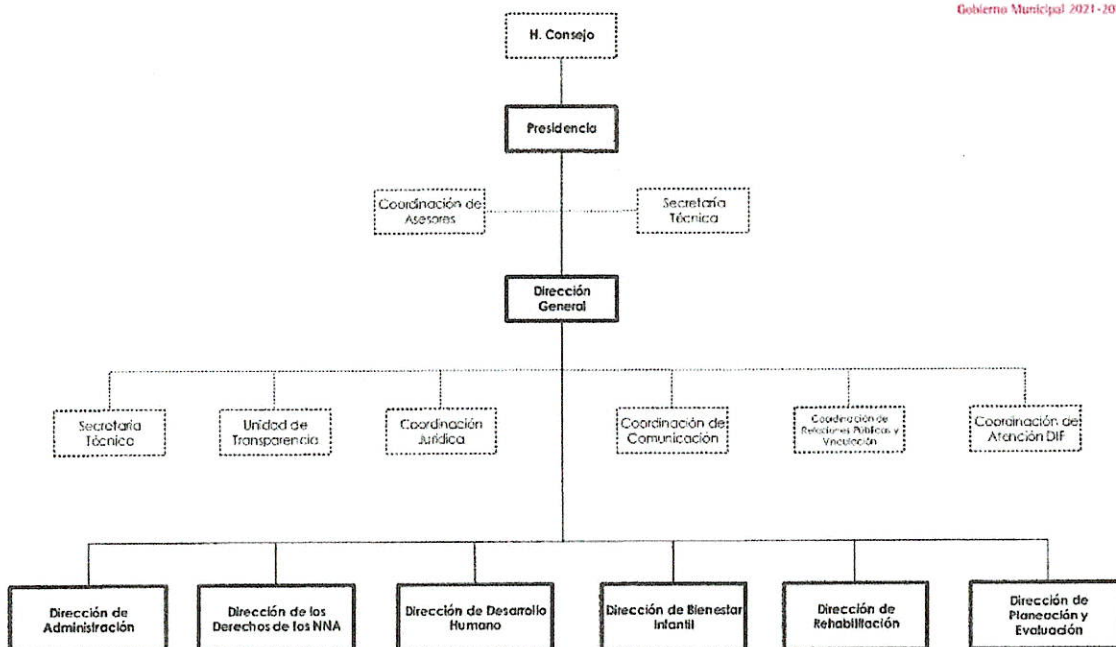 Gobierno Municipal 2021-20
H. Consejo
Presidencia
Coordinación de
Asesores
Secretaría
Técnica
Dirección
General
Secretaría
Técnica
Unidad de
Transparencia
Coordinación
Jurídica
Coordinación de
Comunicación
Coordinación de
Relaciones Públicas y
Vinculación
Coordinación de
Atención DIF
Dirección de
Administración
Dirección de los
Derechos de los NNA
Dirección de Desarrollo
Humano
Dirección de Bienestar
Infantil
Dirección de
Rehabilitación
Dirección de
Planeación y
Evaluación